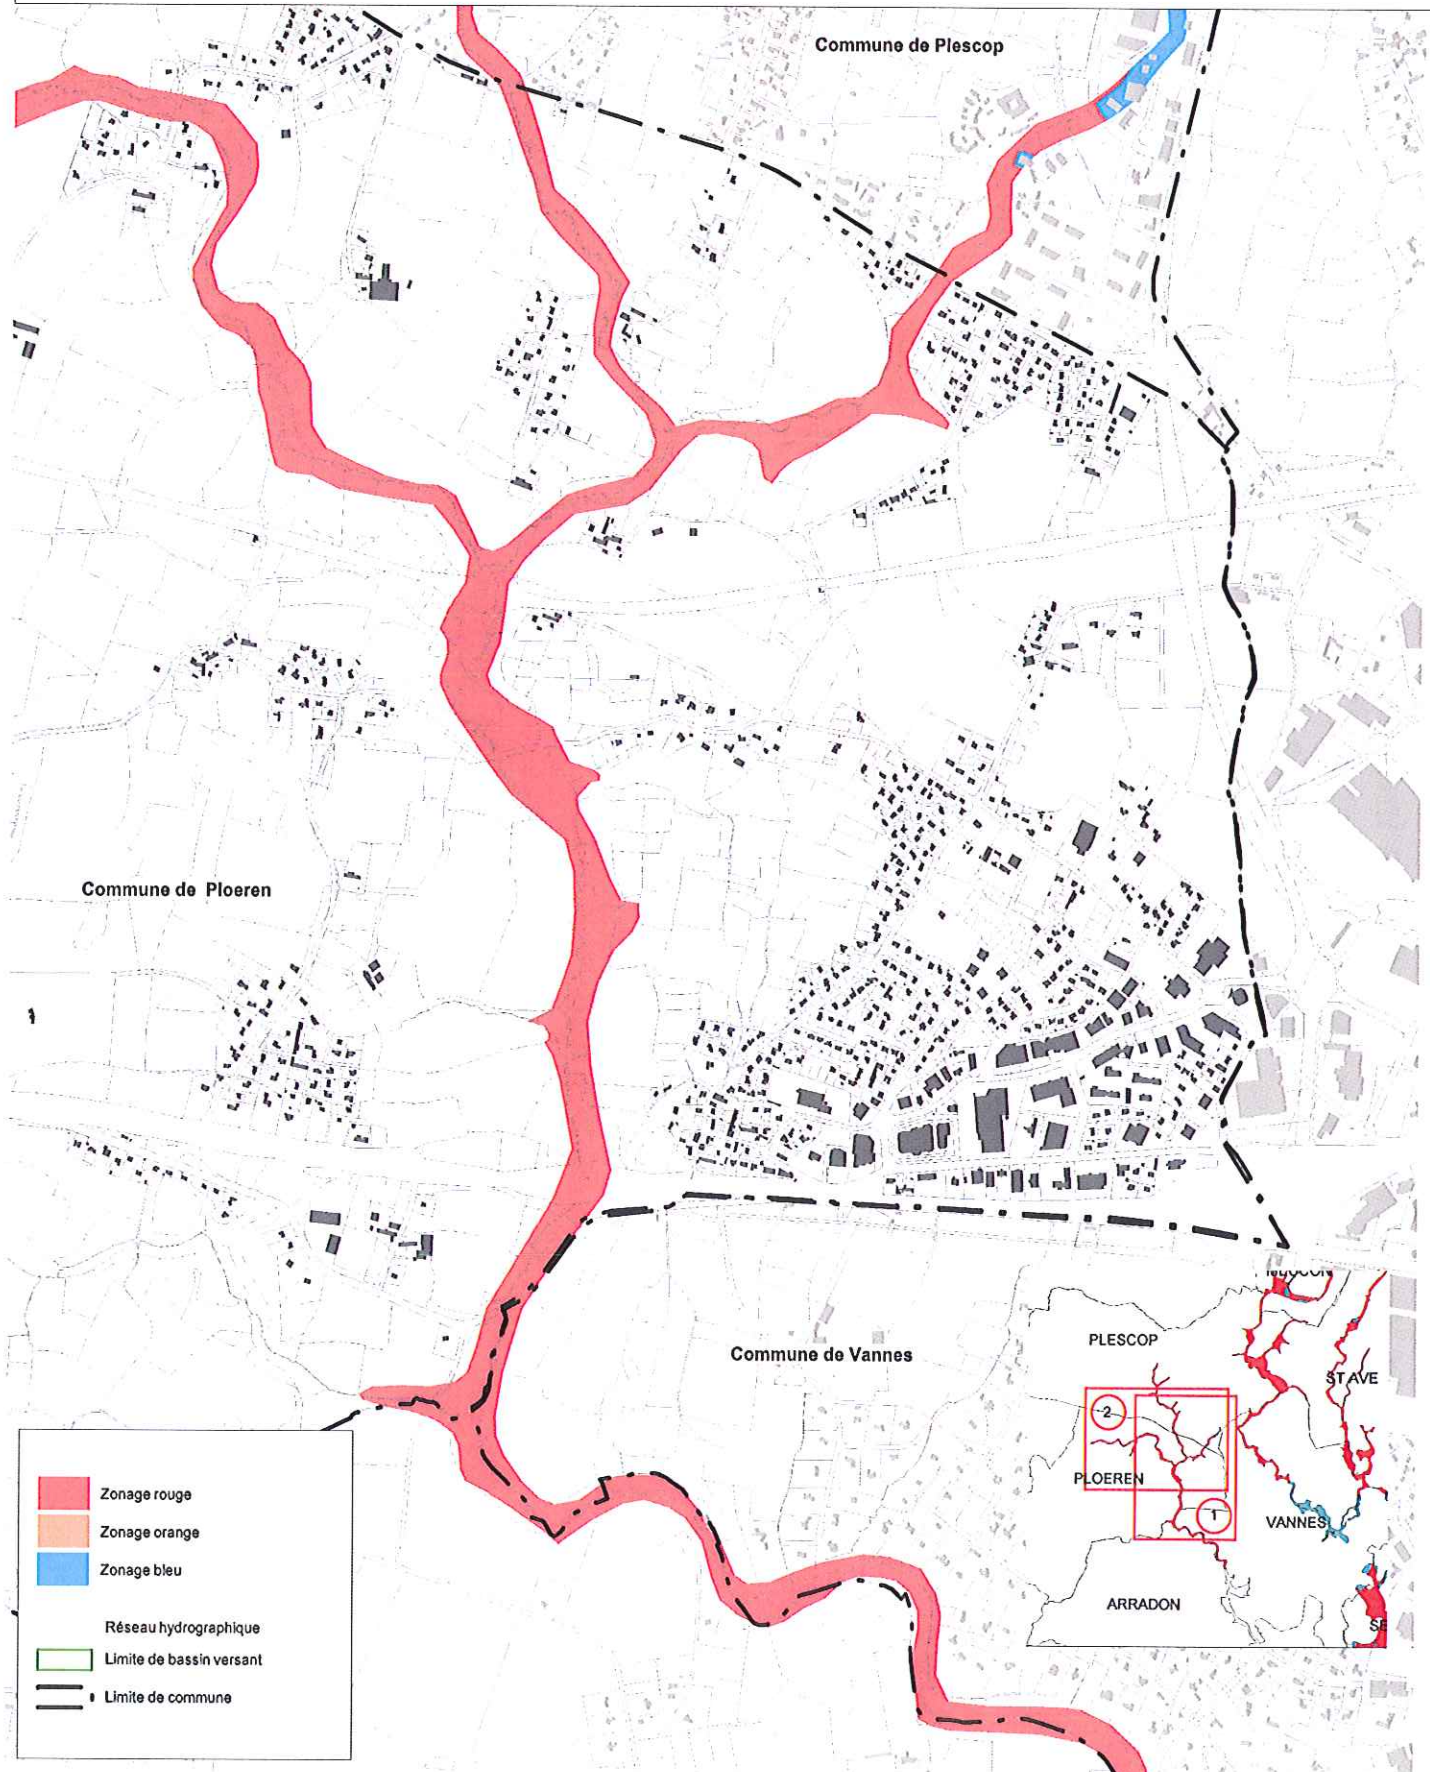 Commune de Plescop
Commune de Ploeren
Commune de Vannes
PLESCOP
ST AVE
2
PLOEREN
1
VANNES
ARRADON
SE
Zonage rouge
Zonage orange
Zonage bleu
Réseau hydrographique
Limite de bassin versant
Limite de commune